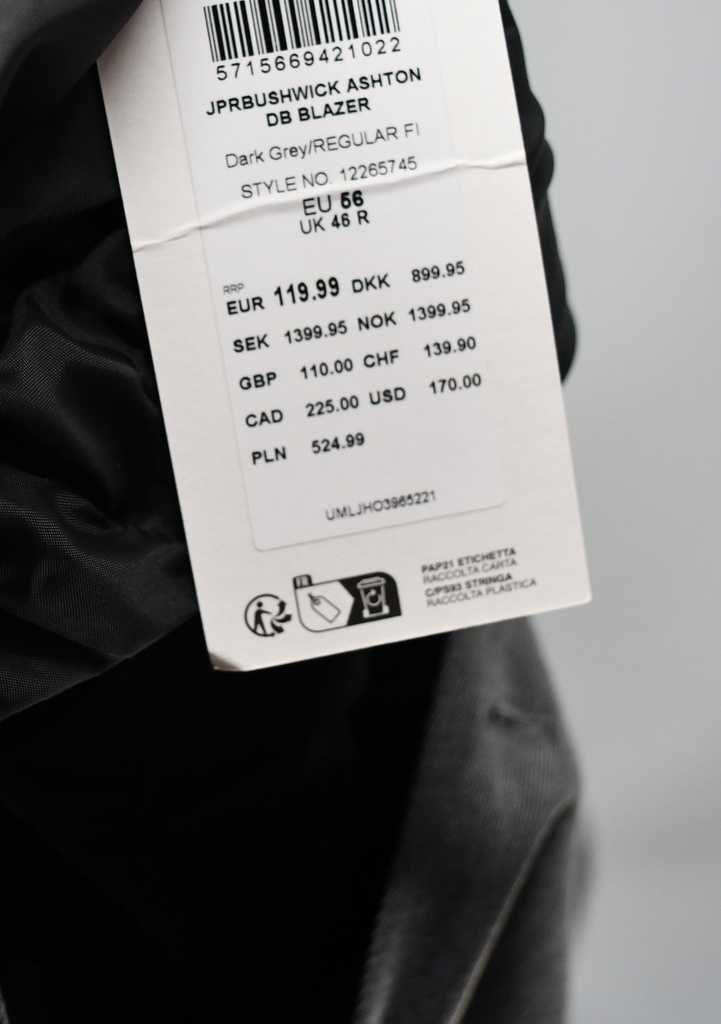 5715669421022
JPRBUSHWICK ASHTON
DB BLAZER
Dark Grey/REGULAR FI
STYLE NO. 12265745
EU 56
UK 46 R
RRP
EUR 119.99 DKK 899.95
SEK 1399.95 NOK 1399.95
GBP 110.00 CHF 139.90
CAD 225.00 USD 170.00
PLN 524.99
UMLJHO3965221
FR
PAP21 ETICHETTA
RACCOLTA CARTA
C/PS93 STRINGA
RACCOLTA PLASTICA